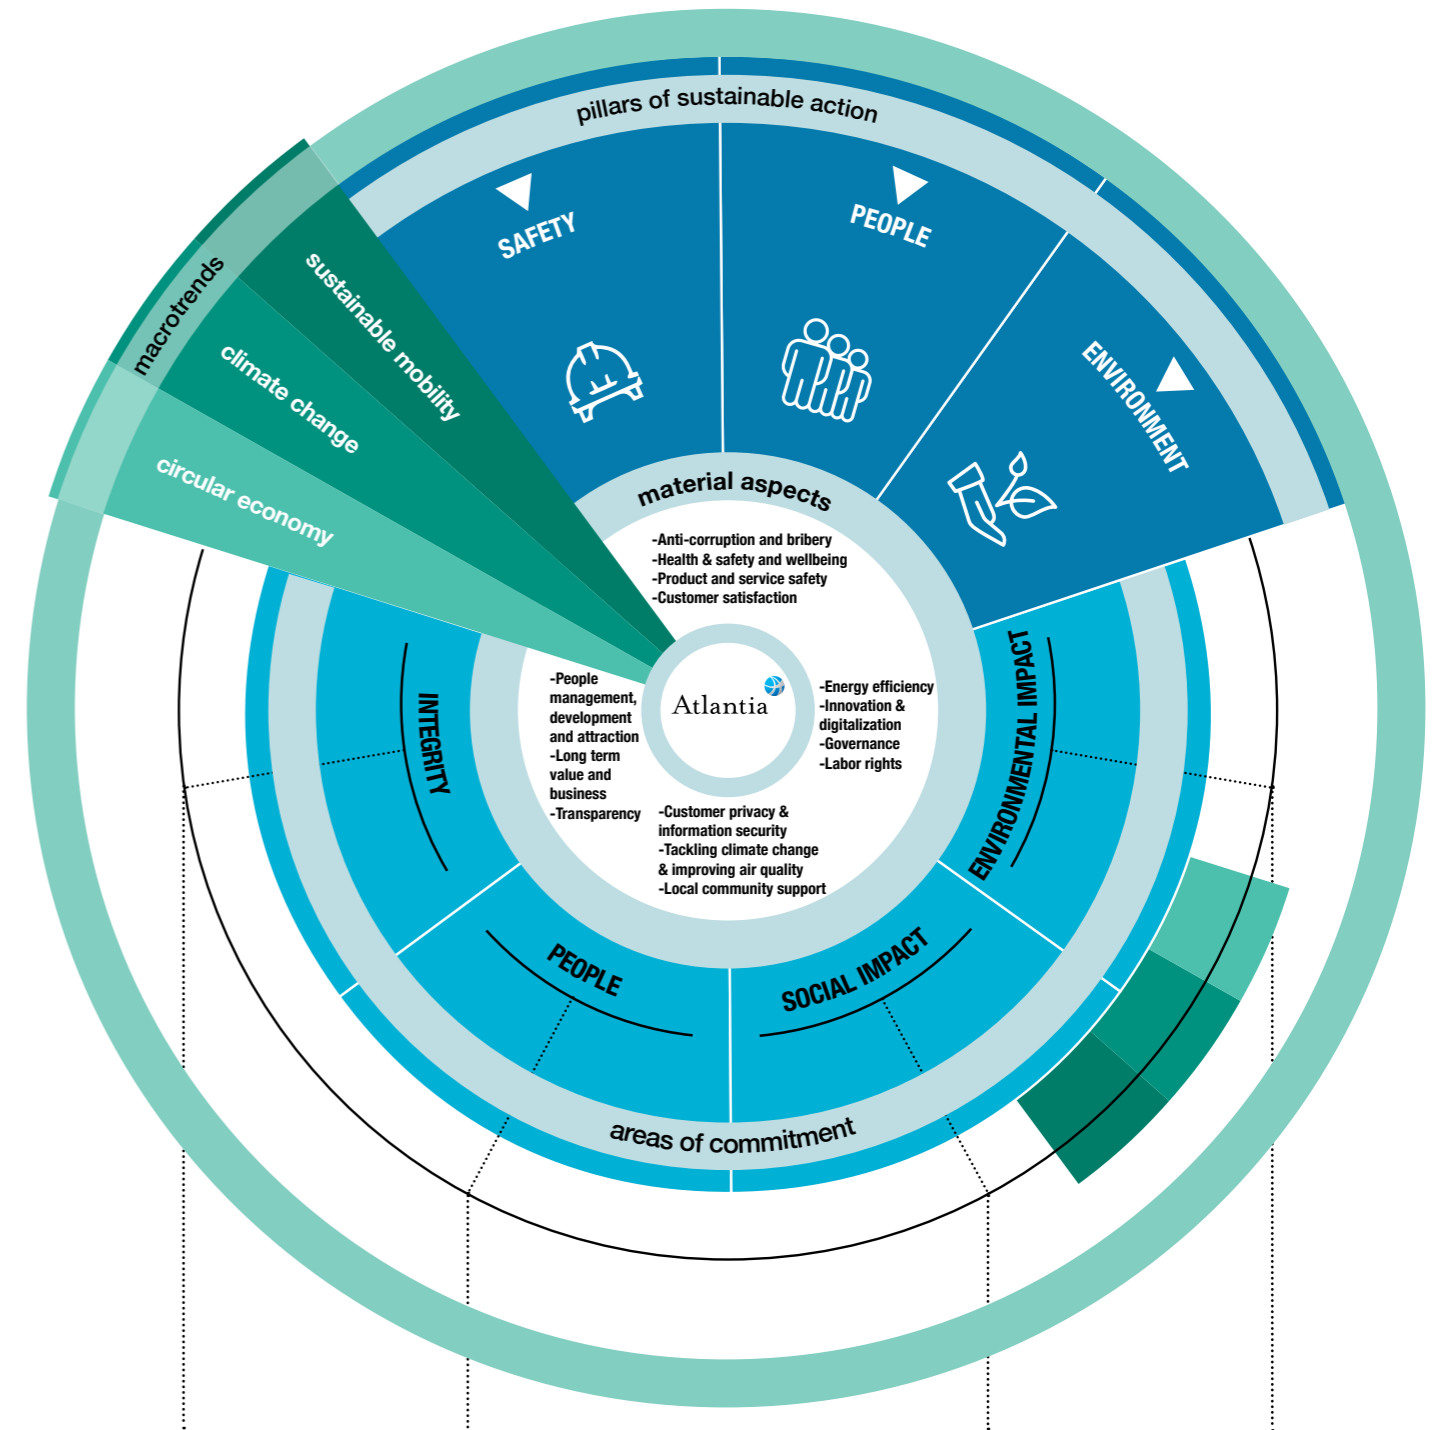 pillars of sustainable action
SAFETY
PEOPLE
ENVIRONMENT
macrotrends
sustainable mobility
climate change
circular economy
material aspects
-Anti-corruption and bribery
-Health & safety and wellbeing
-Product and service safety
-Customer satisfaction
-People
management,
development
and attraction
-Long term
value and
business
-Transparency
Atlantia
-Energy efficiency
-Innovation &
digitalization
-Governance
-Labor rights
-Customer privacy &
information security
-Tackling climate change
& improving air quality
-Local community support
INTEGRITY
PEOPLE
SOCIAL IMPACT
ENVIRONMENTAL IMPACT
areas of commitment